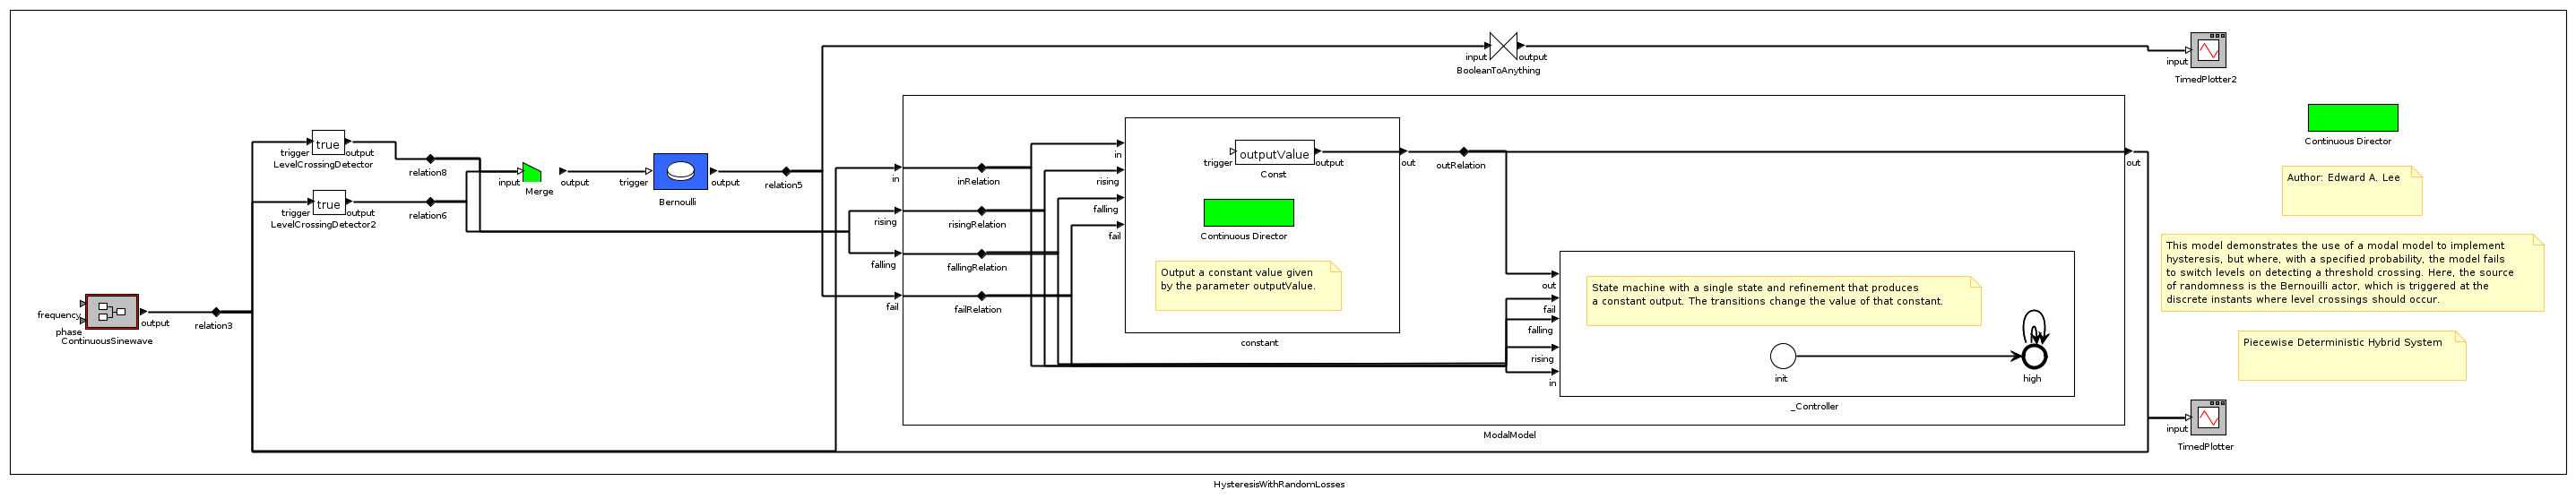 input
output
BooleanToAnything
input
TimedPlotter2
Continuous Director
Author: Edward A. Lee
This model demonstrates the use of a modal model to implement
hysteresis, but where, with a specified probability, the model fails
to switch levels on detecting a threshold crossing. Here, the source
of randomness is the Bernouilli actor, which is triggered at the
discrete instants where level crossings should occur.
Piecewise Deterministic Hybrid System
input
TimedPlotter
true
trigger
output
LevelCrossingDetector
relation8
true
trigger
output
LevelCrossingDetector2
relation6
input
output
Merge
trigger
output
Bernoulli
relation5
frequency
phase
output
ContinuousSinewave
relation3
in
rising
falling
fail
inRelation
risingRelation
fallingRelation
failRelation
in
rising
falling
fail
outputValue
trigger
output
Const
Continuous Director
Output a constant value given
by the parameter outputValue.
constant
out
outRelation
out
out
fail
falling
rising
in
State machine with a single state and refinement that produces
a constant output. The transitions change the value of that constant.
init
high
_Controller
ModalModel
HysteresisWithRandomLosses